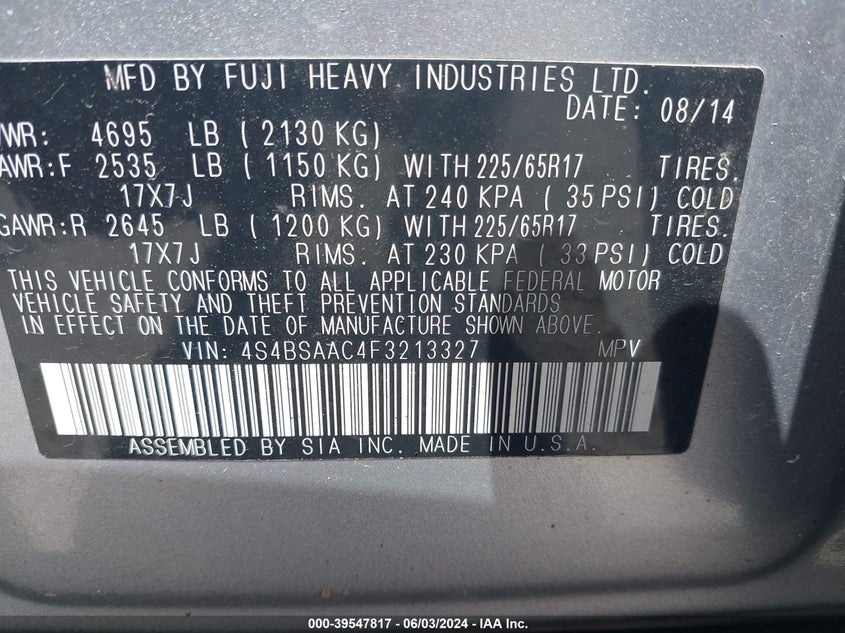 MFD BY FUJI HEAVY INDUSTRIES LTD.
DATE: 08/14
VWR: 4695 LB ( 2130 KG)
AWR:F 2535 LB ( 1150 KG) WITH 225/65R17 TIRES.
17X7J RIMS. AT 240 KPA ( 35 PSI) COLD
GAWR:R 2645 LB ( 1200 KG) WITH 225/65R17 TIRES.
17X7J RIMS. AT 230 KPA ( 33 PSI) COLD
THIS VEHICLE CONFORMS TO ALL APPLICABLE FEDERAL MOTOR
VEHICLE SAFETY AND THEFT PREVENTION STANDARDS
IN EFFECT ON THE DATE OF MANUFACTURE SHOWN ABOVE.
VIN: 4S4BSAAC4F3213327 MPV
ASSEMBLED BY SIA INC. MADE IN U.S.A.
000-39547817 - 06/03/2024 - IAA Inc.